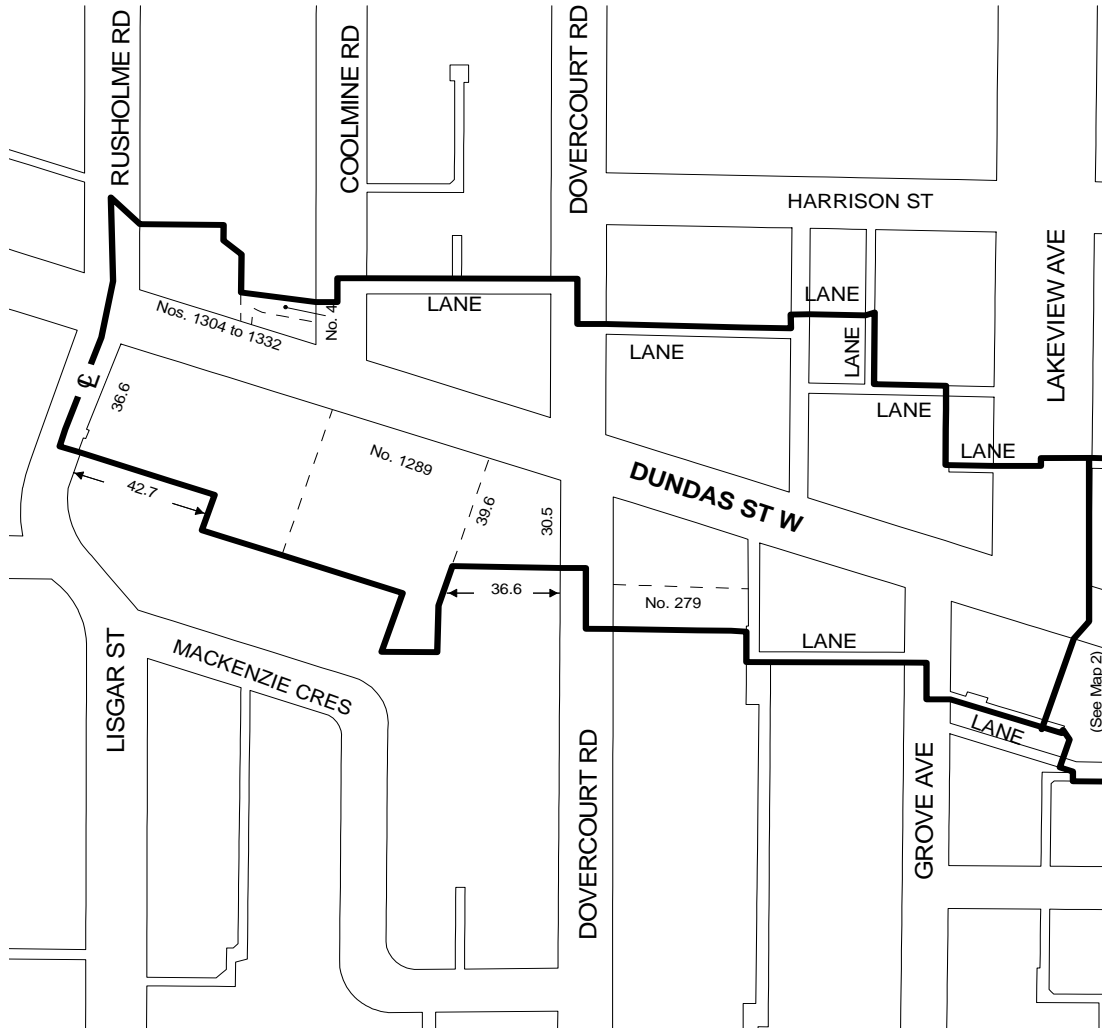 RUSHOLME RD
COOLMINE RD
DOVERCOURT RD
HARRISON ST
LAKEVIEW AVE
LANE
LANE
LANE
LANE
LANE
LANE
No. 4
Nos. 1304 to 1332
℄
36.6
No. 1289
42.7
39.6
30.5
36.6
DUNDAS ST W
No. 279
LANE
LANE
(See Map 2)
MACKENZIE CRES
LISGAR ST
DOVERCOURT RD
GROVE AVE